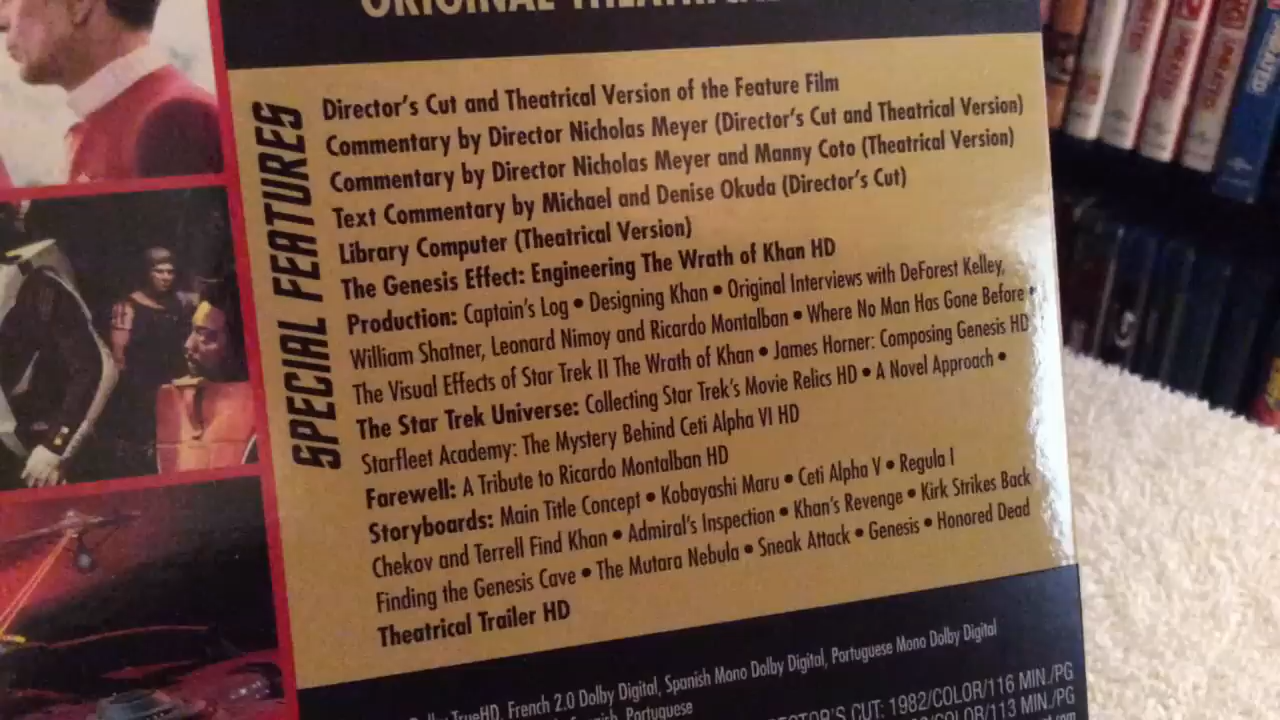 ORIGINAL THEATRICAL
SPECIAL FEATURES
Director's Cut and Theatrical Version of the Feature Film
Commentary by Director Nicholas Meyer (Director's Cut and Theatrical Version)
Commentary by Director Nicholas Meyer and Manny Coto (Theatrical Version)
Text Commentary by Michael and Denise Okuda (Director's Cut)
Library Computer (Theatrical Version)
The Genesis Effect: Engineering The Wrath of Khan HD
Production: Captain's Log • Designing Khan • Original Interviews with DeForest Kelley,
William Shatner, Leonard Nimoy and Ricardo Montalban • Where No Man Has Gone Before •
The Visual Effects of Star Trek II The Wrath of Khan • James Horner: Composing Genesis HD
The Star Trek Universe: Collecting Star Trek's Movie Relics HD • A Novel Approach •
Starfleet Academy: The Mystery Behind Ceti Alpha VI HD
Farewell: A Tribute to Ricardo Montalban HD
Storyboards: Main Title Concept • Kobayashi Maru • Ceti Alpha V • Regula I
Chekov and Terrell Find Khan • Admiral's Inspection • Khan's Revenge • Kirk Strikes Back
Finding the Genesis Cave • The Mutara Nebula • Sneak Attack • Genesis • Honored Dead
Theatrical Trailer HD
TrueHD, French 2.0 Dolby Digital, Spanish Mono Dolby Digital, Portuguese Mono Dolby Digital
Spanish, Portuguese
DIRECTOR'S CUT: 1982/COLOR/116 MIN./PG
COLOR/113 MIN./PG